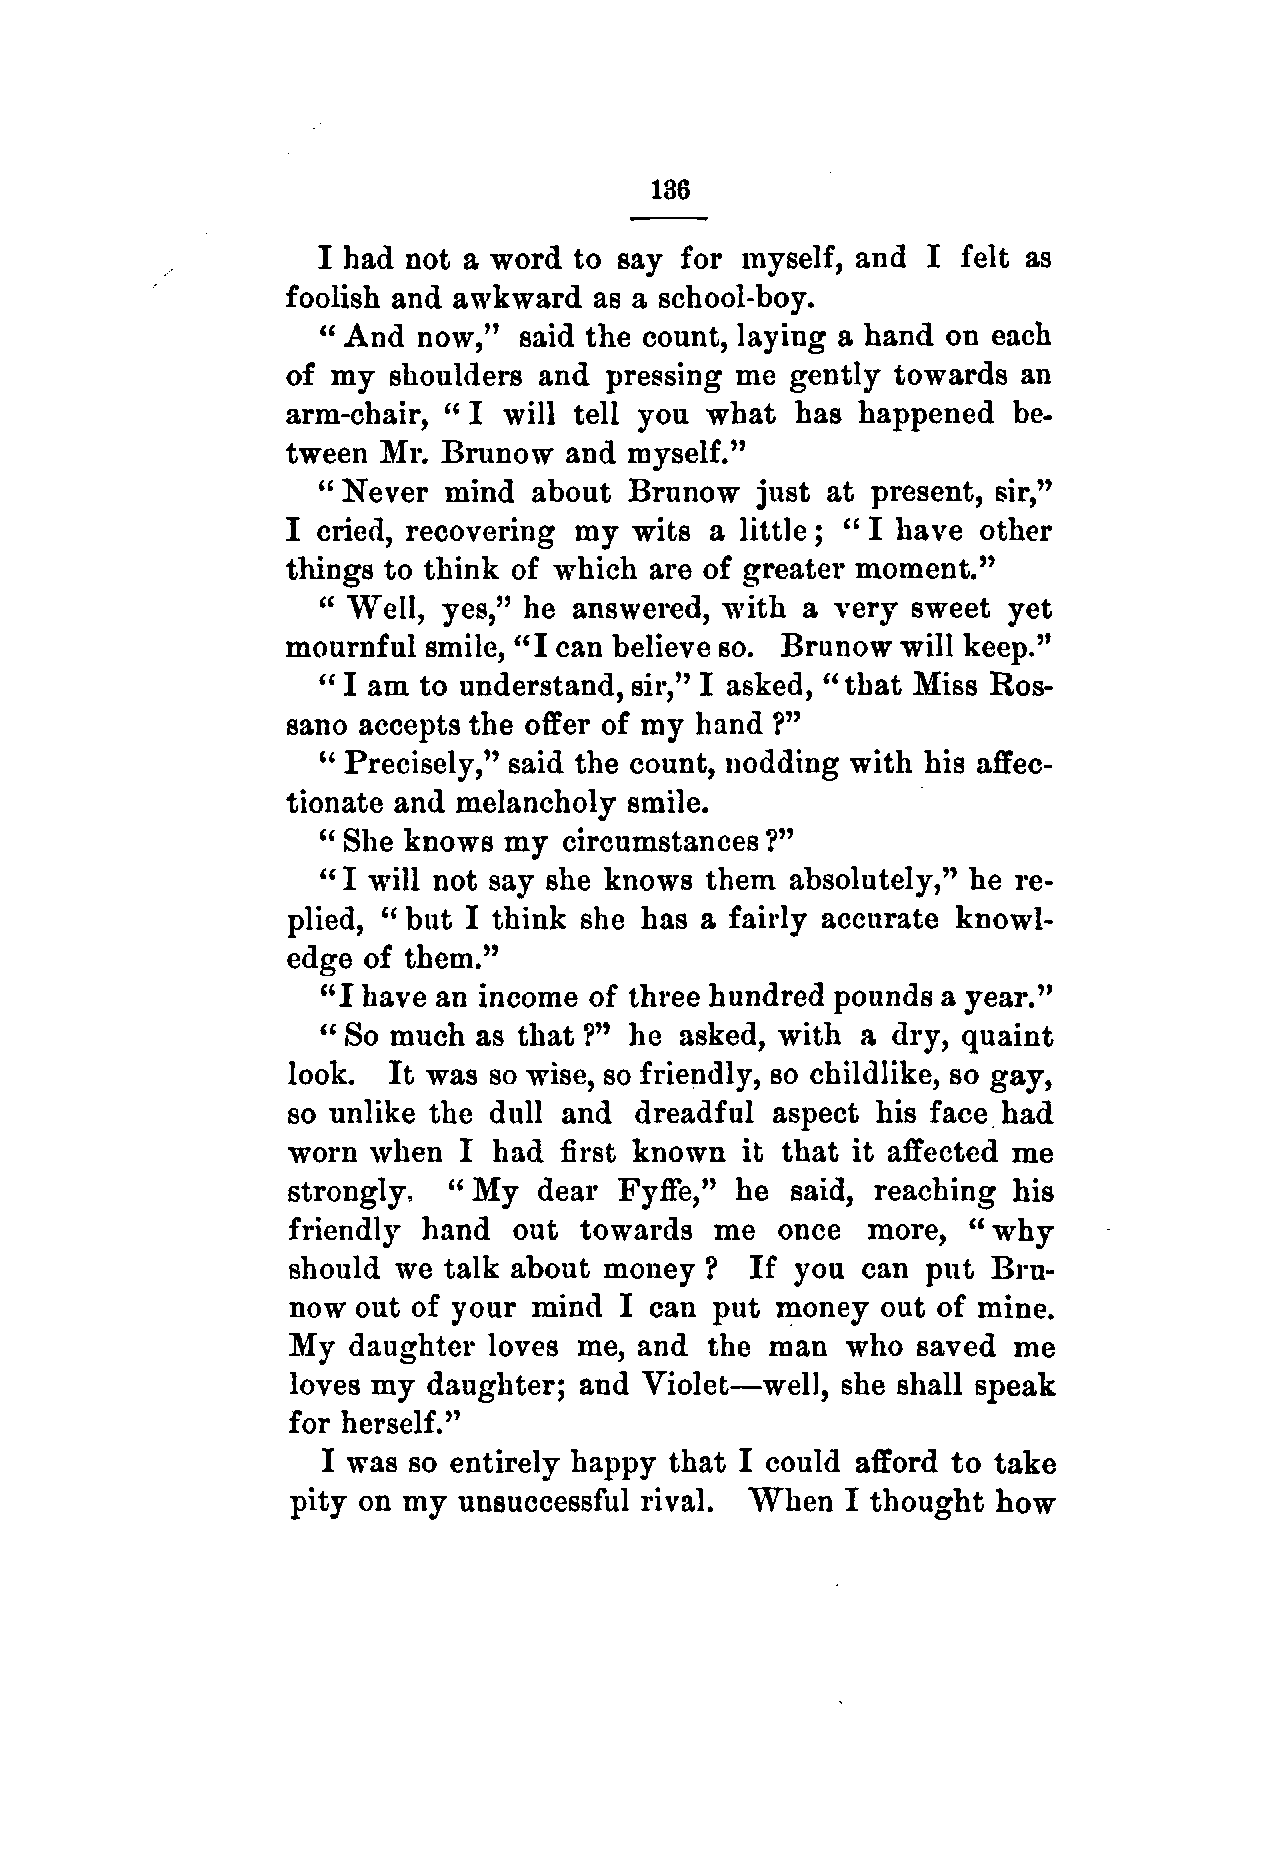 136
I had not a word to say for myself, and I felt as
foolish and awkward as a school-boy.
“ And now,” said the count, laying a hand on each
of my shoulders and pressing me gently towards an
arm-chair, “ I will tell you what has happened be-
tween Mr. Brunow and myself.”
“ Never mind about Brunow just at present, sir,”
I cried, recovering my wits a little ; “ I have other
things to think of which are of greater moment.”
“ Well, yes,” he answered, with a very sweet yet
mournful smile, “I can believe so. Brunow will keep.”
“ I am to understand, sir,” I asked, “that Miss Ros-
sano accepts the offer of my hand ?”
“ Precisely,” said the count, nodding with his affec-
tionate and melancholy smile.
“ She knows my circumstances ?”
“ I will not say she knows them absolutely,” he re-
plied, “ but I think she has a fairly accurate knowl-
edge of them.”
“I have an income of three hundred pounds a year.”
“ So much as that ?” he asked, with a dry, quaint
look. It was so wise, so friendly, so childlike, so gay,
so unlike the dull and dreadful aspect his face had
worn when I had first known it that it affected me
strongly. “ My dear Fyffe,” he said, reaching his
friendly hand out towards me once more, “ why
should we talk about money ? If you can put Bru-
now out of your mind I can put money out of mine.
My daughter loves me, and the man who saved me
loves my daughter; and Violet—well, she shall speak
for herself.”
I was so entirely happy that I could afford to take
pity on my unsuccessful rival. When I thought how